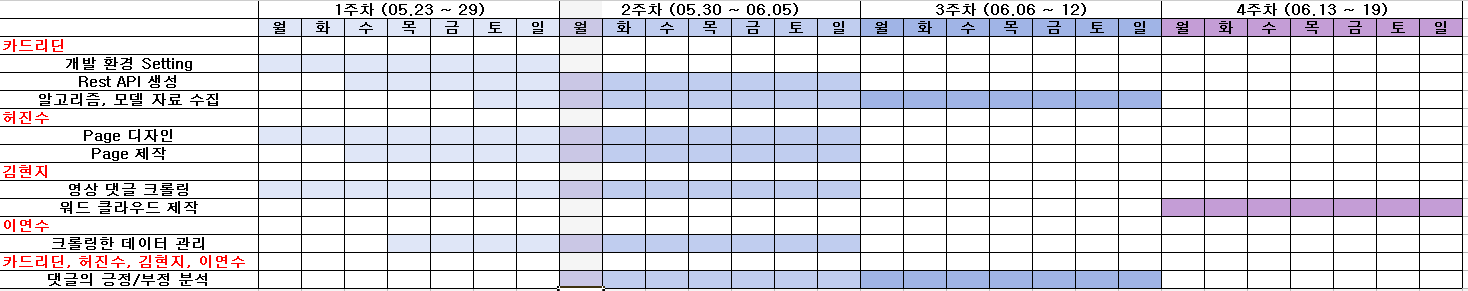 1주차 (05.23 ~ 29) 2주차 (05.30 ~ 06.05) 3주차 (06.06 ~ 12) 4주차 (06.13 ~ 19)
월 화 수 목 금 토 일 월 화 수 목 금 토 일 월 화 수 목 금 토 일 월 화 수 목 금 토 일
카드리딘
개발 환경 Setting
Rest API 생성
알고리즘, 모델 자료 수집
허진수
Page 디자인
Page 제작
김현지
영상 댓글 크롤링
워드 클라우드 제작
이연수
크롤링한 데이터 관리
카드리딘, 허진수, 김현지, 이연수
댓글의 긍정/부정 분석